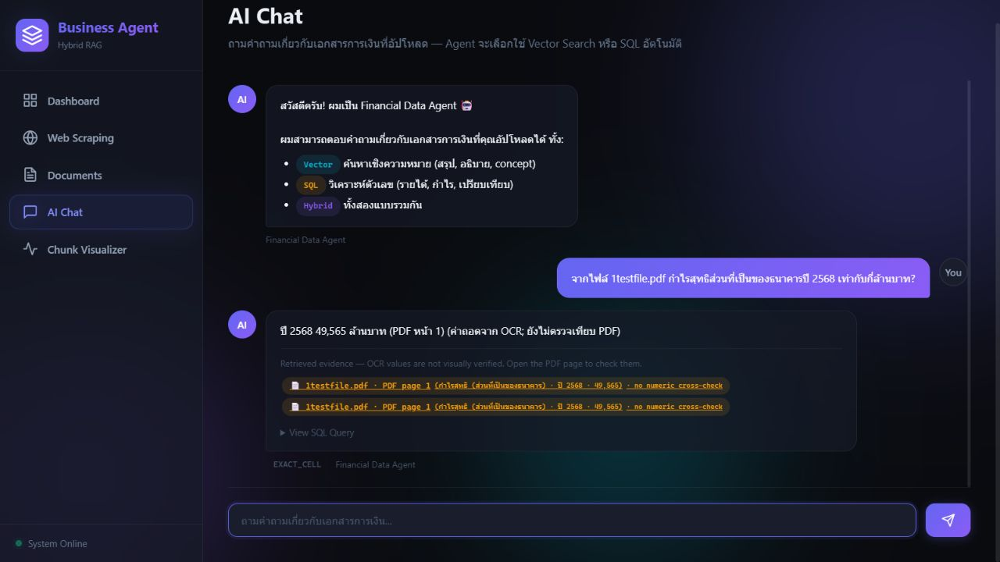 Business Agent
Hybrid RAG
Dashboard
Web Scraping
Documents
AI Chat
Chunk Visualizer
System Online
AI Chat
ถามคำถามเกี่ยวกับเอกสารการเงินที่อัปโหลด — Agent จะเลือกใช้ Vector Search หรือ SQL อัตโนมัติ
AI
สวัสดีครับ! ผมเป็น Financial Data Agent 🤖
ผมสามารถตอบคำถามเกี่ยวกับเอกสารการเงินที่คุณอัปโหลดได้ ทั้ง:
• Vector ค้นหาเชิงความหมาย (สรุป, อธิบาย, concept)
• SQL วิเคราะห์ตัวเลข (รายได้, กำไร, เปรียบเทียบ)
• Hybrid ทั้งสองแบบรวมกัน
Financial Data Agent
จากไฟล์ 1testfile.pdf กำไรสุทธิส่วนที่เป็นของธนาคารปี 2568 เท่ากับกี่ล้านบาท?
You
AI
ปี 2568 49,565 ล้านบาท (PDF หน้า 1) (ค่าถอดจาก OCR; ยังไม่ตรวจเทียบ PDF)
Retrieved evidence — OCR values are not visually verified. Open the PDF page to check them.
📄 1testfile.pdf · PDF page 1 (กำไรสุทธิ (ส่วนที่เป็นของธนาคาร) · ปี 2568 · 49,565) · no numeric cross-check
📄 1testfile.pdf · PDF page 1 (กำไรสุทธิ (ส่วนที่เป็นของธนาคาร) · ปี 2568 · 49,565) · no numeric cross-check
▶ View SQL Query
EXACT_CELL Financial Data Agent
ถามคำถามเกี่ยวกับเอกสารการเงิน...